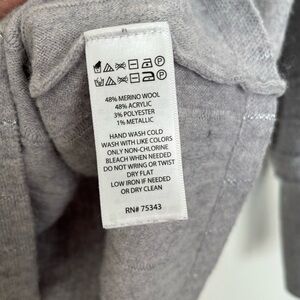 48% MERINO WOOL
48% ACRYLIC
3% POLYESTER
1% METALLIC
HAND WASH COLD
WASH WITH LIKE COLORS
ONLY NON-CHLORINE
BLEACH WHEN NEEDED
DO NOT WRING OR TWIST
DRY FLAT
LOW IRON IF NEEDED
OR DRY CLEAN
RN# 75343